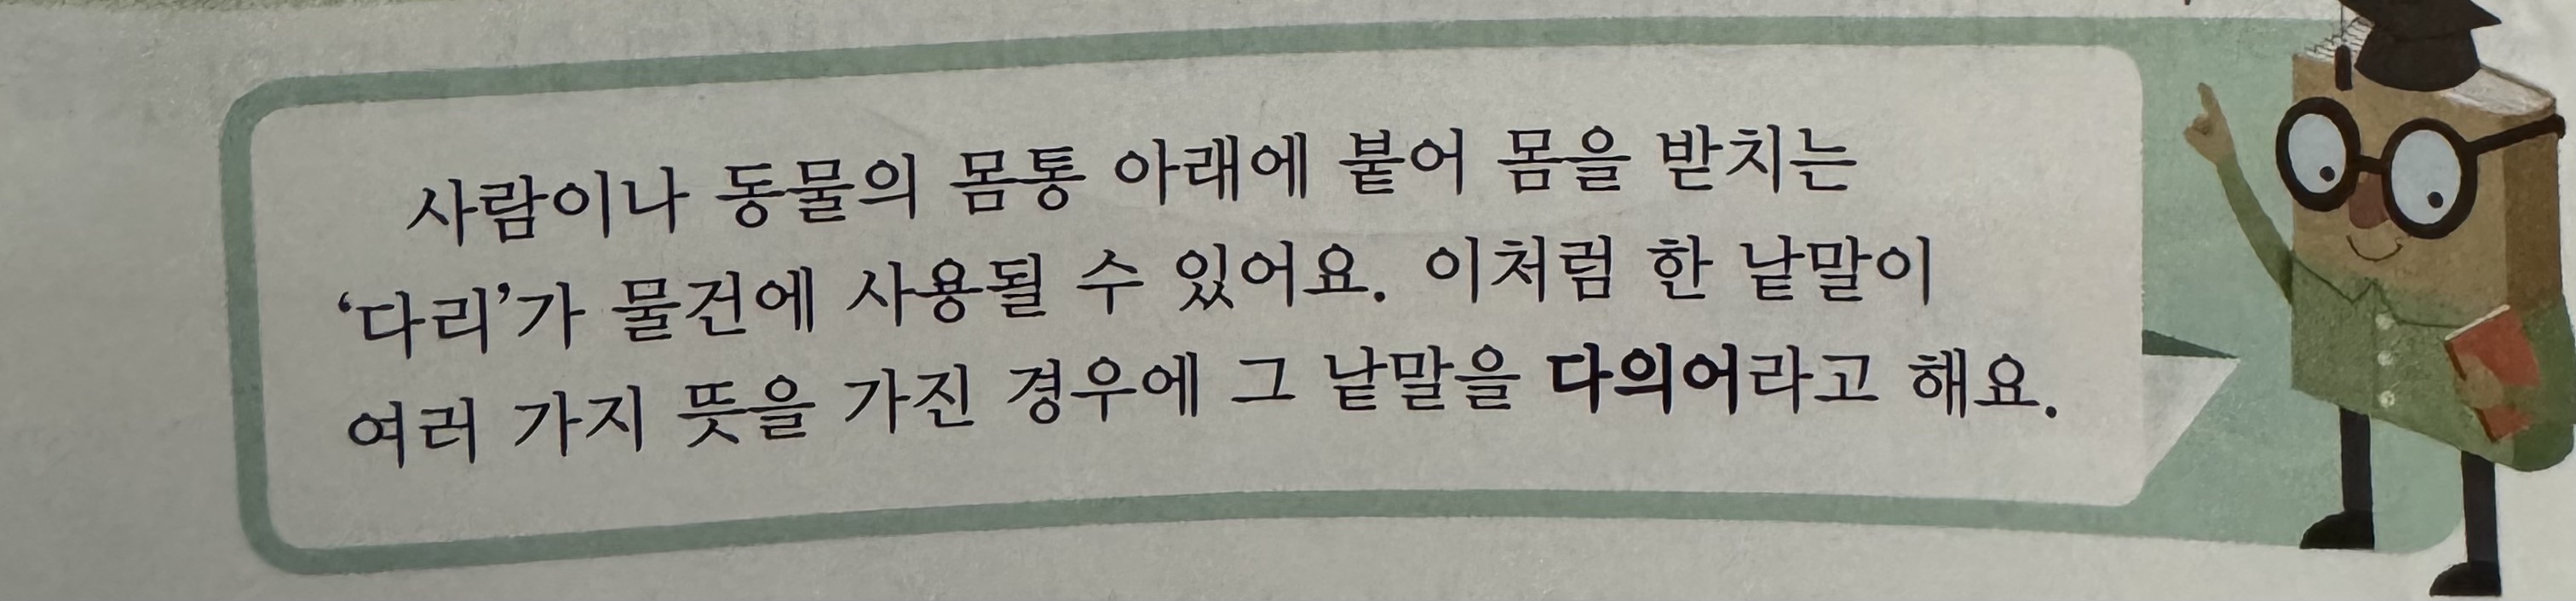 사람이나 동물의 몸통 아래에 붙어 몸을 받치는
‘다리’가 물건에 사용될 수 있어요. 이처럼 한 낱말이
여러 가지 뜻을 가진 경우에 그 낱말을 다의어라고 해요.